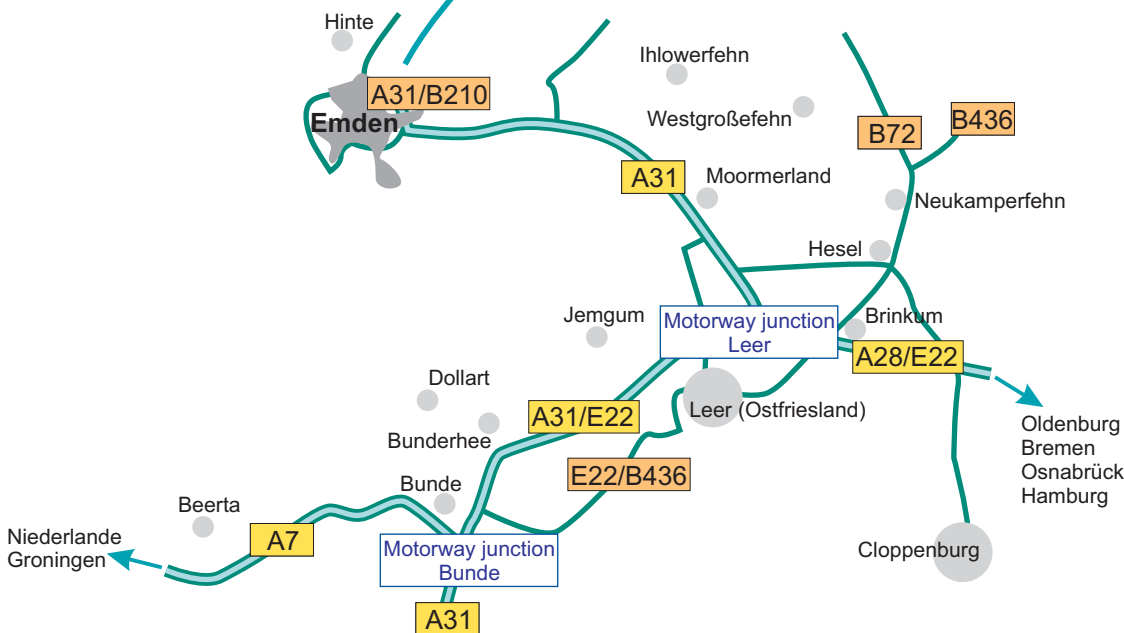 Hinte
Ihlowerfehn
A31/B210
Westgroßefehn
B436
Emden
B72
A31
Moormerland
Neukamperfehn
Hesel
Jemgum
Motorway junction
Leer
Brinkum
A28/E22
Dollart
Leer (Ostfriesland)
A31/E22
Bunderhee
Oldenburg
Bremen
Osnabrück
Hamburg
E22/B436
Bunde
Beerta
Niederlande
Groningen
A7
Motorway junction
Bunde
Cloppenburg
A31